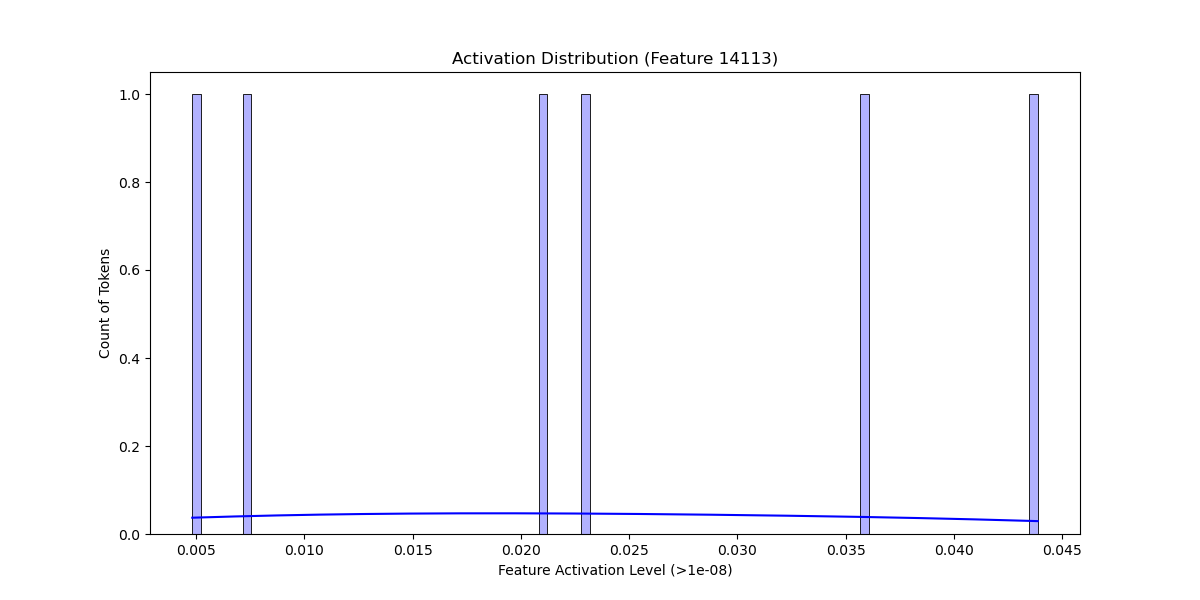 Activation Distribution (Feature 14113)
1.0
0.8
0.6
0.4
0.2
0.0
Count of Tokens
0.005 0.010 0.015 0.020 0.025 0.030 0.035 0.040 0.045
Feature Activation Level (>1e-08)